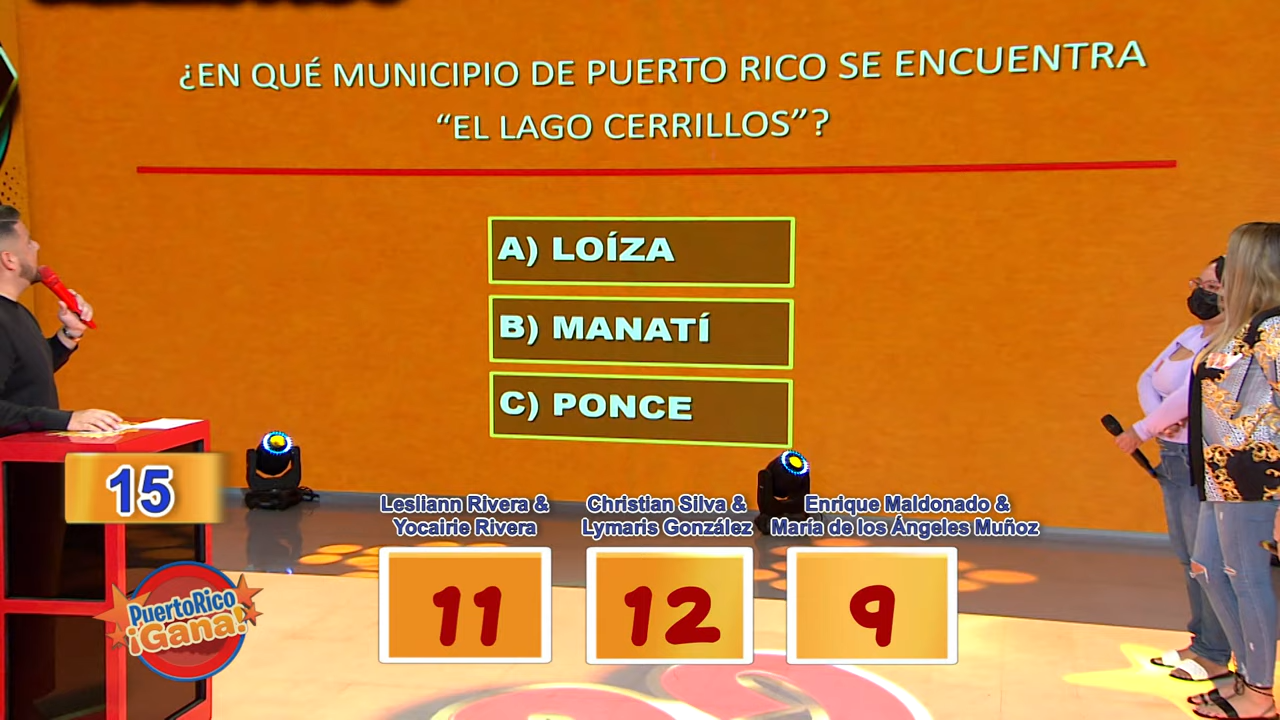 ¿EN QUÉ MUNICIPIO DE PUERTO RICO SE ENCUENTRA
“EL LAGO CERRILLOS”?
A) LOÍZA
B) MANATÍ
C) PONCE
15
Lesliann Rivera &
Yocairie Rivera
11
Christian Silva &
Lymaris González
12
Enrique Maldonado &
María de los Ángeles Muñoz
9
PuertoRico
¡Gana!